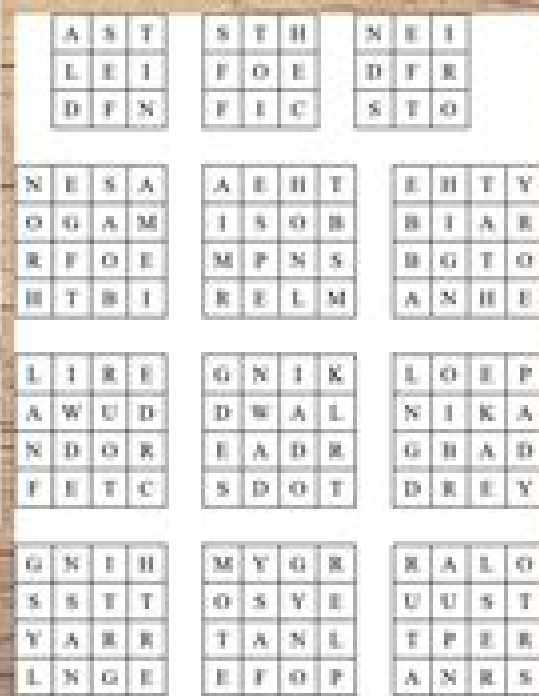 A S T S T H N E I
L E I F O E D F R
D F N F I C S T O
N E S A A E H T E H T Y
O G A M I S O B B I A R
R F O E M P N S B G T O
H T B I R E L M A N H E
L I R E G N I K L O E P
A W U D D W A L N I K A
N D O R E A D R G B A D
F E T C S D O T D R E Y
G N I H M Y G R R A L O
S S T T O S Y E U U S T
Y A R R T A N L T P E R
L N G E E F O P A N R S